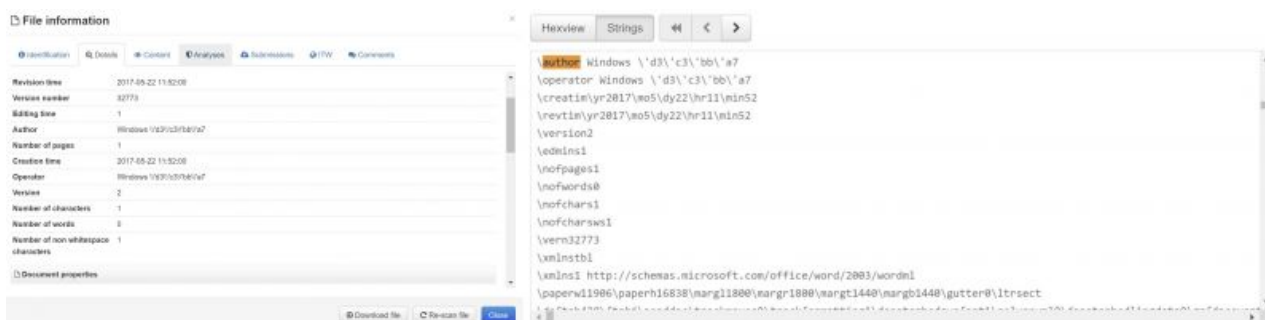 File information
×
Identification Details Content Analyses Submissions ITW Comments
Revision time 2017-05-22 11:52:00
Version number 32773
Editing time 1
Author Windows \'d3\'c3\'bb\'a7
Number of pages 1
Creation time 2017-05-22 11:52:00
Operator Windows \'d3\'c3\'bb\'a7
Version 2
Number of characters 1
Number of words 0
Number of non whitespace 1
characters
Document properties
Download file Re-scan file Close
Hexview Strings
\author Windows \'d3\'c3\'bb\'a7
\operator Windows \'d3\'c3\'bb\'a7
\creatim\yr2017\mo5\dy22\hr11\min52
\revtim\yr2017\mo5\dy22\hr11\min52
\version2
\edmins1
\nofpages1
\nofwords0
\nofchars1
\nofcharsws1
\vern32773
\xmlnstbl
\xmlns1 http://schemas.microsoft.com/office/word/2003/wordml
\paperw11906\paperh16838\margl1800\margr1800\margt1440\margb1440\gutter0\ltrsect